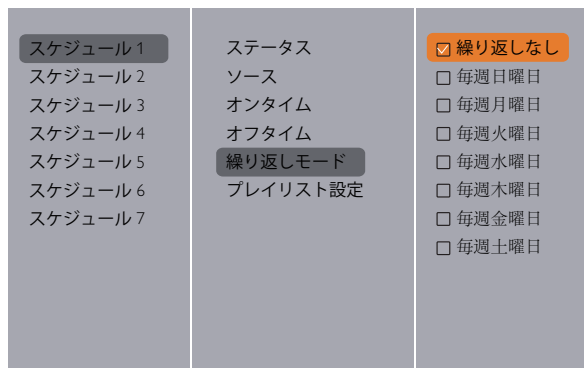 スケジュール 1
スケジュール 2
スケジュール 3
スケジュール 4
スケジュール 5
スケジュール 6
スケジュール 7
ステータス
ソース
オンタイム
オフタイム
繰り返しモード
プレイリスト設定
繰り返しなし
毎週日曜日
毎週月曜日
毎週火曜日
毎週水曜日
毎週木曜日
毎週金曜日
毎週土曜日